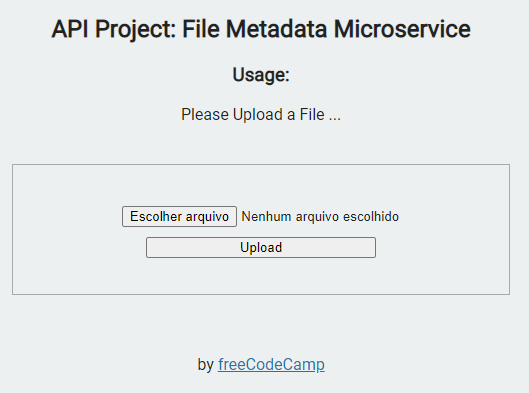 API Project: File Metadata Microservice
Usage:
Please Upload a File ...
Escolher arquivo Nenhum arquivo escolhido
Upload
by freeCodeCamp